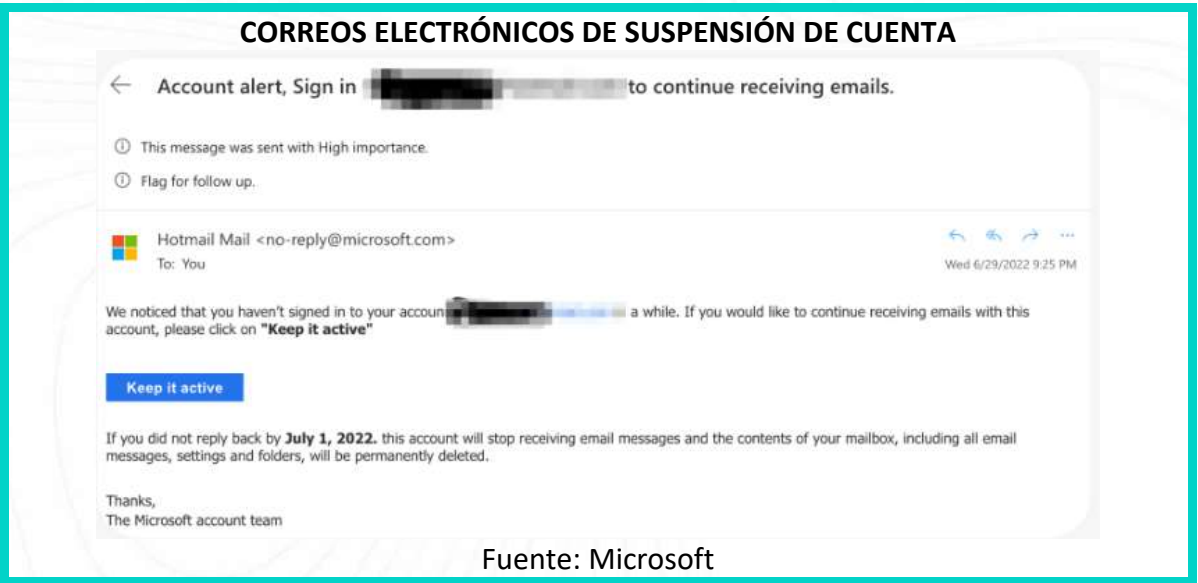 CORREOS ELECTRÓNICOS DE SUSPENSIÓN DE CUENTA
Account alert, Sign in to continue receiving emails.
This message was sent with High importance.
Flag for follow up.
Hotmail Mail <no-reply@microsoft.com>
To: You
Wed 6/29/2022 9:25 PM
We noticed that you haven't signed in to your accoun a while. If you would like to continue receiving emails with this
account, please click on "Keep it active"
Keep it active
If you did not reply back by July 1, 2022. this account will stop receiving email messages and the contents of your mailbox, including all email
messages, settings and folders, will be permanently deleted.
Thanks,
The Microsoft account team
Fuente: Microsoft